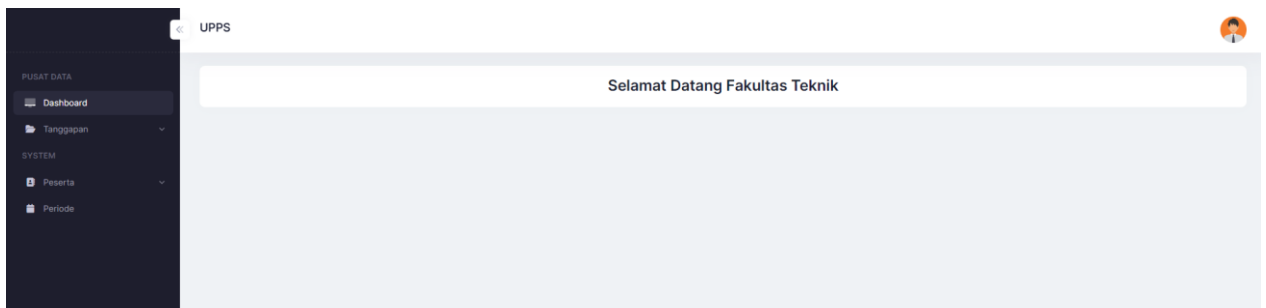 UPPS
PUSAT DATA
Dashboard
Tanggapan
SYSTEM
Peserta
Periode
Selamat Datang Fakultas Teknik